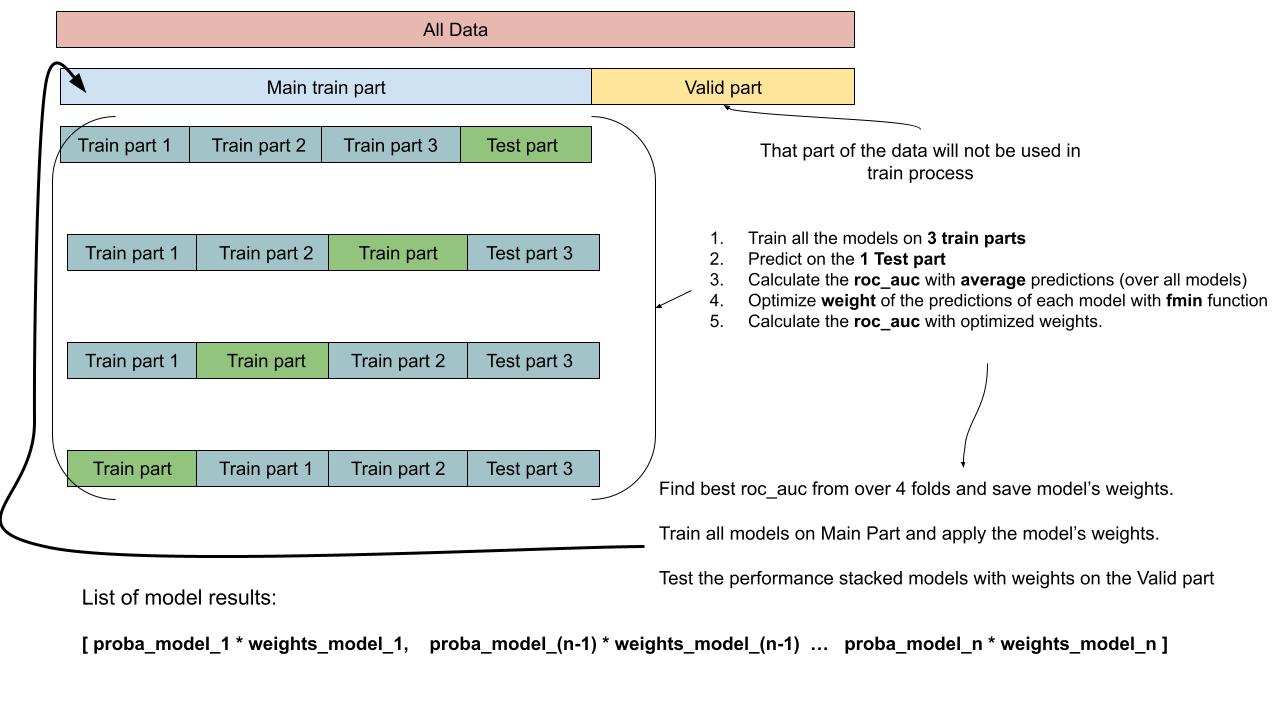 All Data
Main train part
Valid part
Train part 1
Train part 2
Train part 3
Test part
That part of the data will not be used in
train process
Train part 1
Train part 2
Train part
Test part 3
1. Train all the models on 3 train parts
2. Predict on the 1 Test part
3. Calculate the roc_auc with average predictions (over all models)
4. Optimize weight of the predictions of each model with fmin function
5. Calculate the roc_auc with optimized weights.
Train part 1
Train part
Train part 2
Test part 3
Train part
Train part 1
Train part 2
Test part 3
Find best roc_auc from over 4 folds and save model’s weights.
Train all models on Main Part and apply the model’s weights.
Test the performance stacked models with weights on the Valid part
List of model results:
[ proba_model_1 * weights_model_1, proba_model_(n-1) * weights_model_(n-1) … proba_model_n * weights_model_n ]